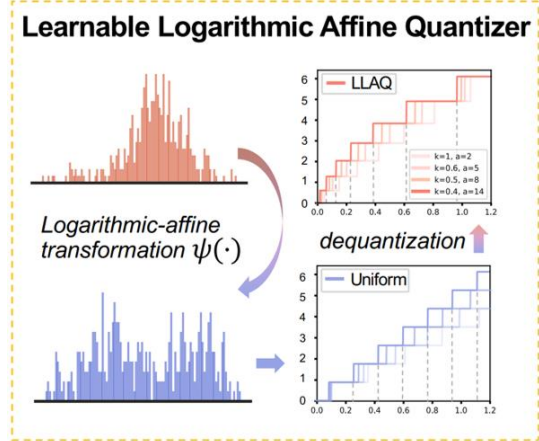 Learnable Logarithmic Affine Quantizer
6
5
4
3
2
1
0
LLAQ
k=1, a=2
k=0.6, a=5
k=0.5, a=8
k=0.4, a=14
0.0 0.2 0.4 0.6 0.8 1.0 1.2
Logarithmic-affine
transformation ψ(·)
dequantization
6
5
4
3
2
1
0
Uniform
0.0 0.2 0.4 0.6 0.8 1.0 1.2